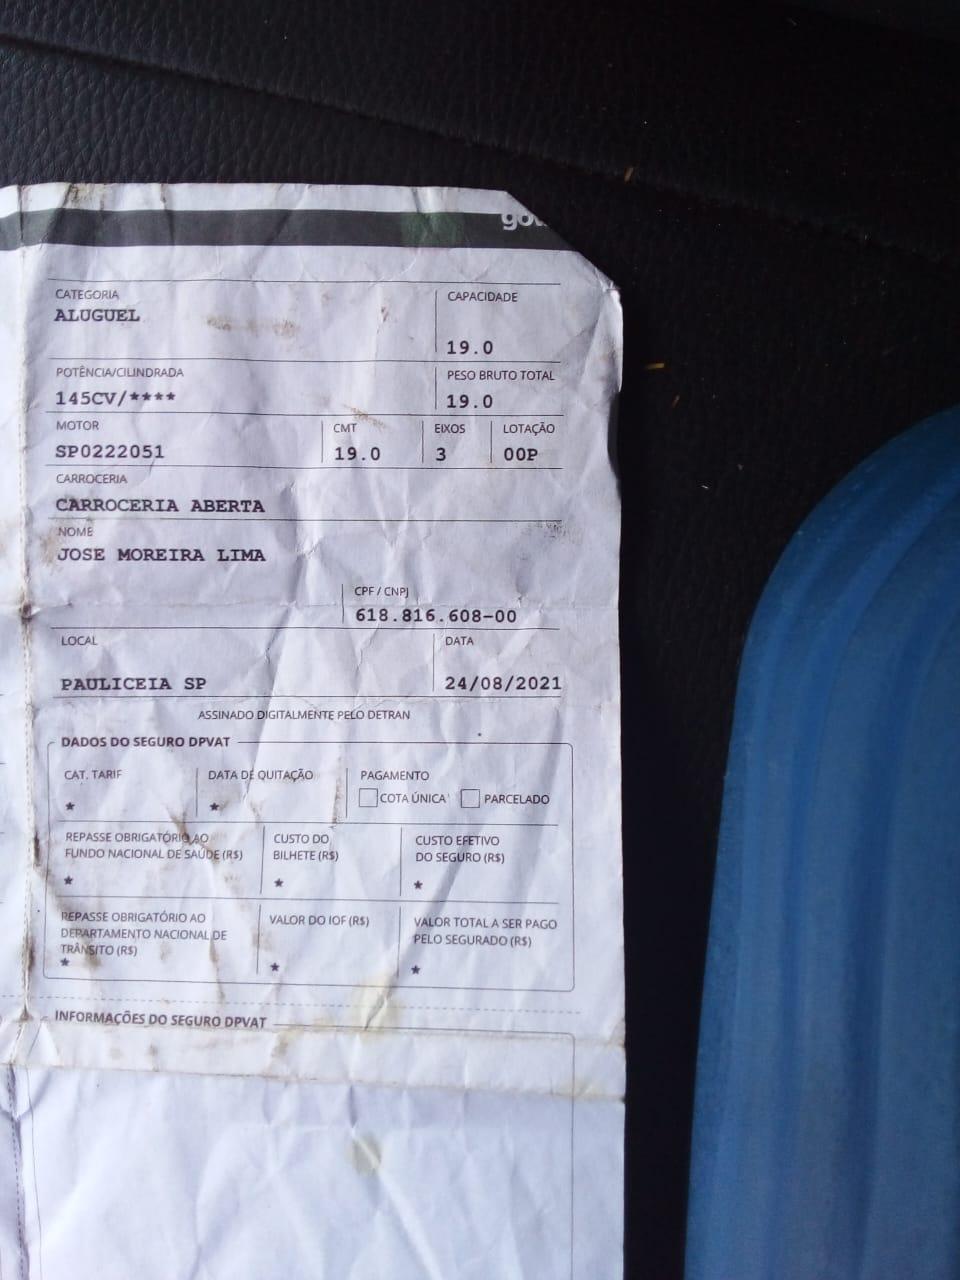 gov
CATEGORIA
ALUGUEL
CAPACIDADE
19.0
POTÊNCIA/CILINDRADA
145CV/****
PESO BRUTO TOTAL
19.0
MOTOR
SP0222051
CMT
19.0
EIXOS
3
LOTAÇÃO
00P
CARROCERIA
CARROCERIA ABERTA
NOME
JOSE MOREIRA LIMA
CPF / CNPJ
618.816.608-00
LOCAL
PAULICEIA SP
DATA
24/08/2021
ASSINADO DIGITALMENTE PELO DETRAN
DADOS DO SEGURO DPVAT
CAT. TARIF
*
DATA DE QUITAÇÃO
*
PAGAMENTO
COTA ÚNICA
PARCELADO
REPASSE OBRIGATÓRIO AO
FUNDO NACIONAL DE SAÚDE (R$)
*
CUSTO DO
BILHETE (R$)
*
CUSTO EFETIVO
DO SEGURO (R$)
*
REPASSE OBRIGATÓRIO AO
DEPARTAMENTO NACIONAL DE
TRÂNSITO (R$)
*
VALOR DO IOF (R$)
*
VALOR TOTAL A SER PAGO
PELO SEGURADO (R$)
*
INFORMAÇÕES DO SEGURO DPVAT